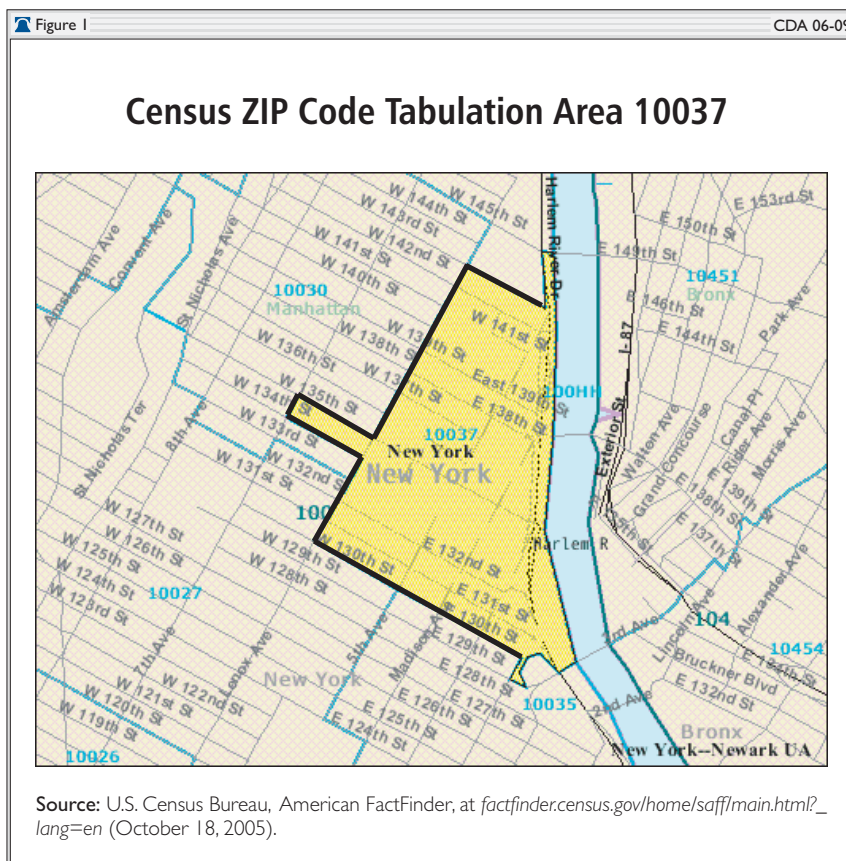 Figure 1
CDA 06-09
Census ZIP Code Tabulation Area 10037
W 145th St
W 144th St
W 143rd St
W 142nd St
W 141st St
W 140th St
Harlem River Dr
E 153rd St
E 150th St
E 149th St
10451
Bronx
Amsterdam Ave
Convent Ave
St Nicholas Ave
10030
Manhattan
W 138th St
W 136th St
W 137th St
W 141st St
E 146th St
E 144th St
Park Ave
I- 87
East 139th St
E 138th St
100HH
W 135th St
W 134th St
W 133rd St
W 132nd St
W 131st St
10037
New York
New York
Exterior St
Walton Ave
Grand Concourse
Canal Pl
Rider Ave
Morris Ave
E 139th St
E 138th St
E 137th St
St Nicholas Ter
8th Ave
100
Harlem R
W 130th St
E 132nd St
W 127th St
W 126th St
W 125th St
W 124th St
W 123rd St
W 129th St
W 128th St
10027
E 131st St
E 130th St
E 129th St
E 128th St
E 127th St
E 126th St
E 125th St
E 124th St
7th Ave
Lenox Ave
5th Ave
Madison Ave
3rd Ave
2nd Ave
Lincoln Ave
Alexander Ave
104
10454
E 134th St
Bruckner Blvd
E 132nd St
New York
W 122nd St
W 121st St
W 120th St
W 119th St
10035
10026
Bronx
New York--Newark UA
Source: U.S. Census Bureau, American FactFinder, at factfinder.census.gov/home/saff/main.html?_
lang=en (October 18, 2005).